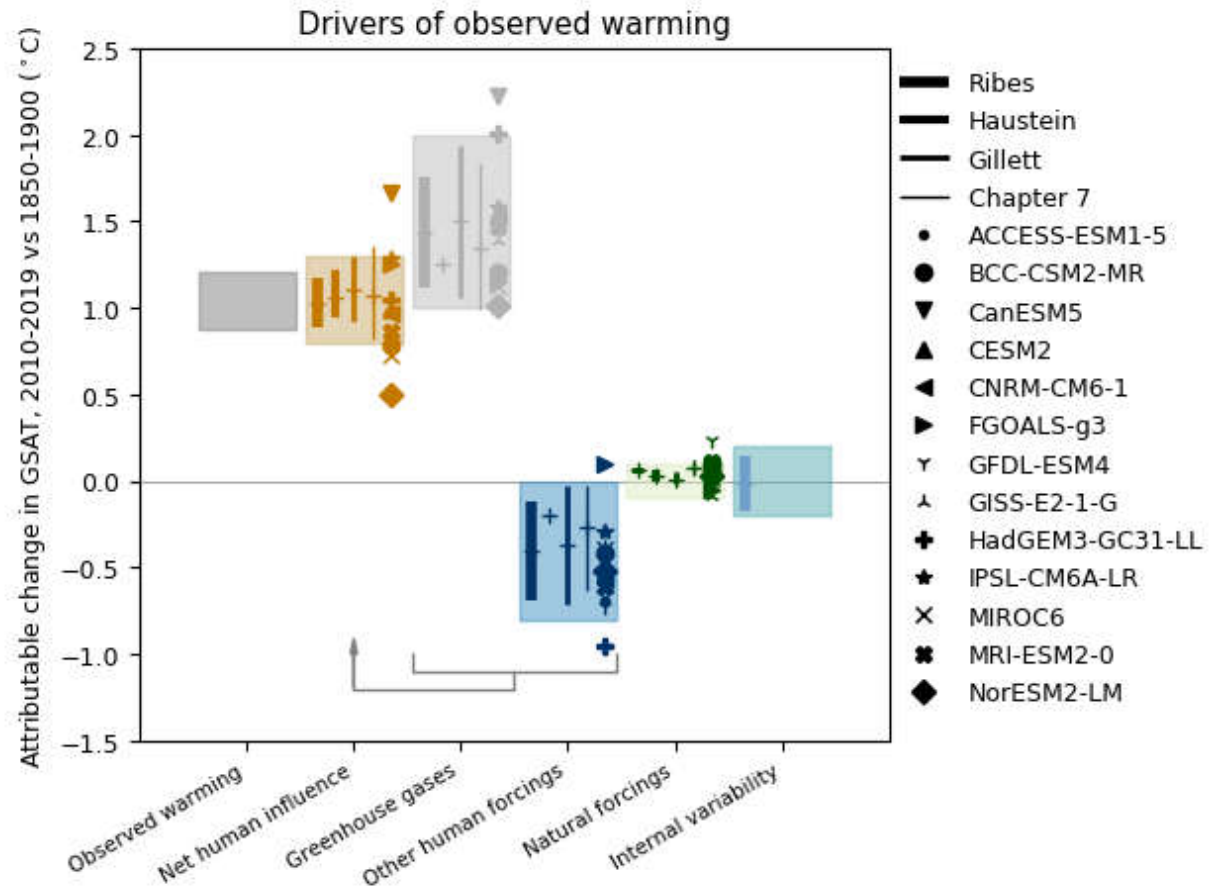 Drivers of observed warming
Attributable change in GSAT, 2010-2019 vs 1850-1900 (°C)
2.5
2.0
1.5
1.0
0.5
0.0
−0.5
−1.0
−1.5
Observed warming
Net human influence
Greenhouse gases
Other human forcings
Natural forcings
Internal variability
Ribes
Haustein
Gillett
Chapter 7
ACCESS-ESM1-5
BCC-CSM2-MR
CanESM5
CESM2
CNRM-CM6-1
FGOALS-g3
GFDL-ESM4
GISS-E2-1-G
HadGEM3-GC31-LL
IPSL-CM6A-LR
MIROC6
MRI-ESM2-0
NorESM2-LM